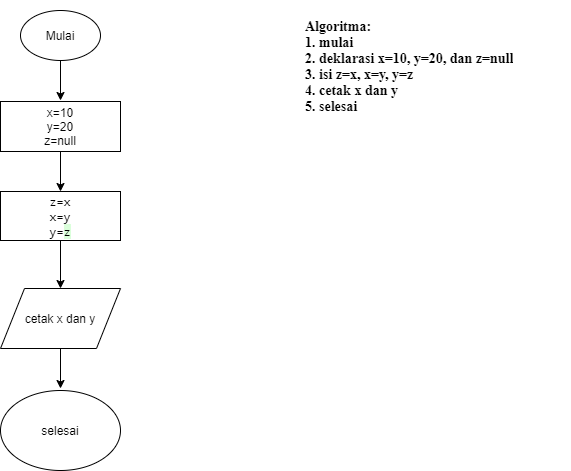 Mulai
x=10
y=20
z=null
z=x
x=y
y=z
cetak x dan y
selesai
Algoritma:
1. mulai
2. deklarasi x=10, y=20, dan z=null
3. isi z=x, x=y, y=z
4. cetak x dan y
5. selesai